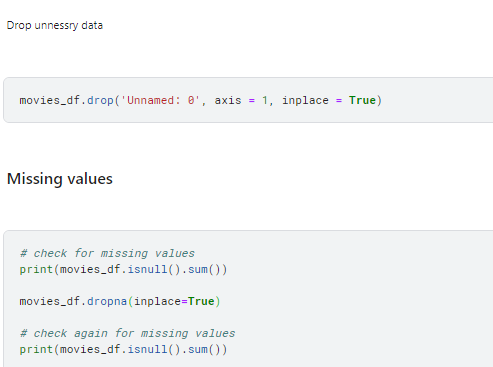 Drop unnessry data
movies_df.drop('Unnamed: 0', axis = 1, inplace = True)
Missing values
# check for missing values
print(movies_df.isnull().sum())
movies_df.dropna(inplace=True)
# check again for missing values
print(movies_df.isnull().sum())